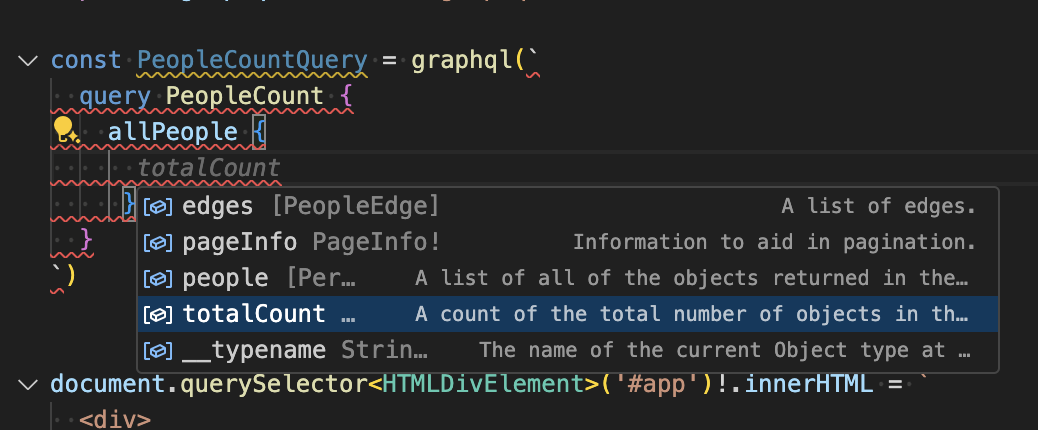 const PeopleCountQuery = graphql(`
query PeopleCount {
allPeople {
totalCount
}
edges [PeopleEdge] A list of edges.
pageInfo PageInfo! Information to aid in pagination.
people [Per… A list of all of the objects returned in the…
totalCount … A count of the total number of objects in th…
__typename Strin… The name of the current Object type at …
}
`)
document.querySelector<HTMLDivElement>('#app')!.innerHTML = `
<div>